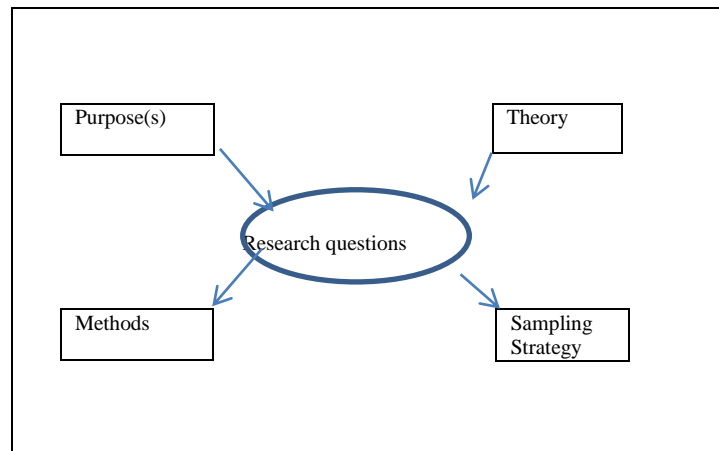 Purpose(s)
Theory
Research questions
Methods
Sampling
Strategy